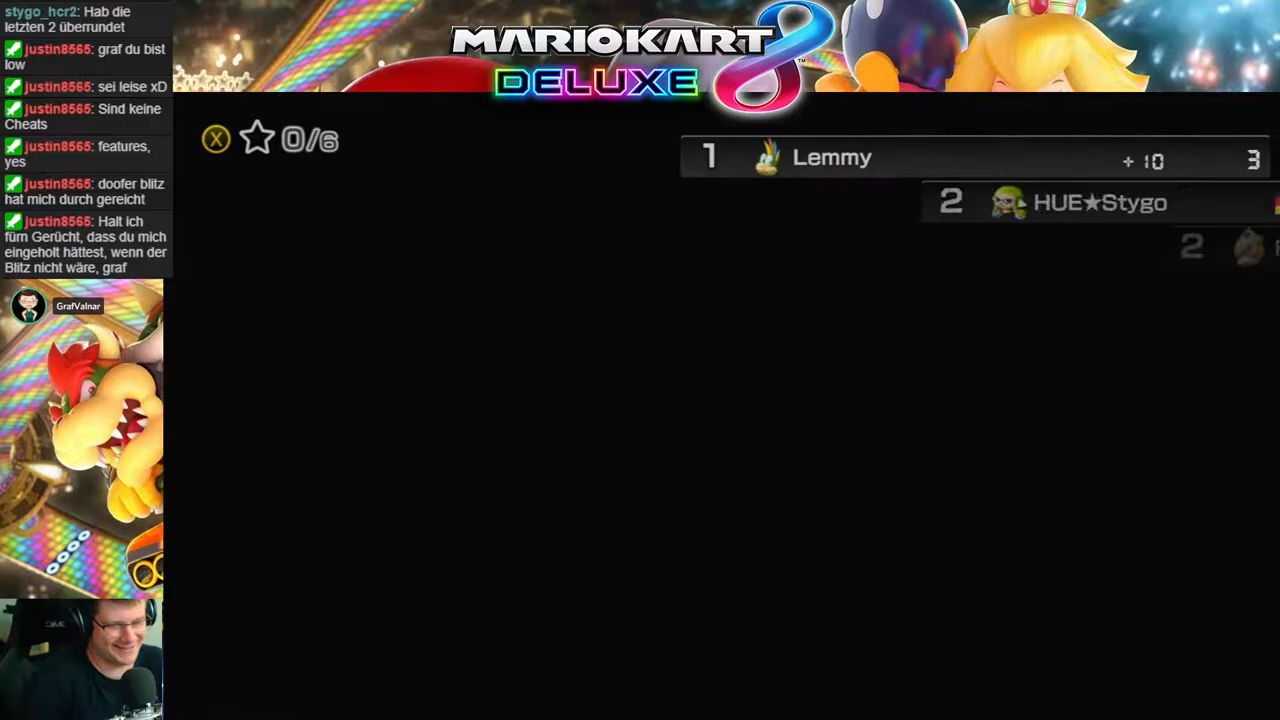 stygo_hcr2: Hab die
letzten 2 überrundet
justin8565: graf du bist
low
justin8565: sei leise xD
justin8565: Sind keine
Cheats
justin8565: features,
yes
justin8565: doofer blitz
hat mich durch gereicht
justin8565: Halt ich
fürn Gerücht, dass du mich
eingeholt hättest, wenn der
Blitz nicht wäre, graf
GrafValnar
MARIOKART 8
DELUXE
X 0/6
1 Lemmy +10 3
2 HUE★Stygo
2